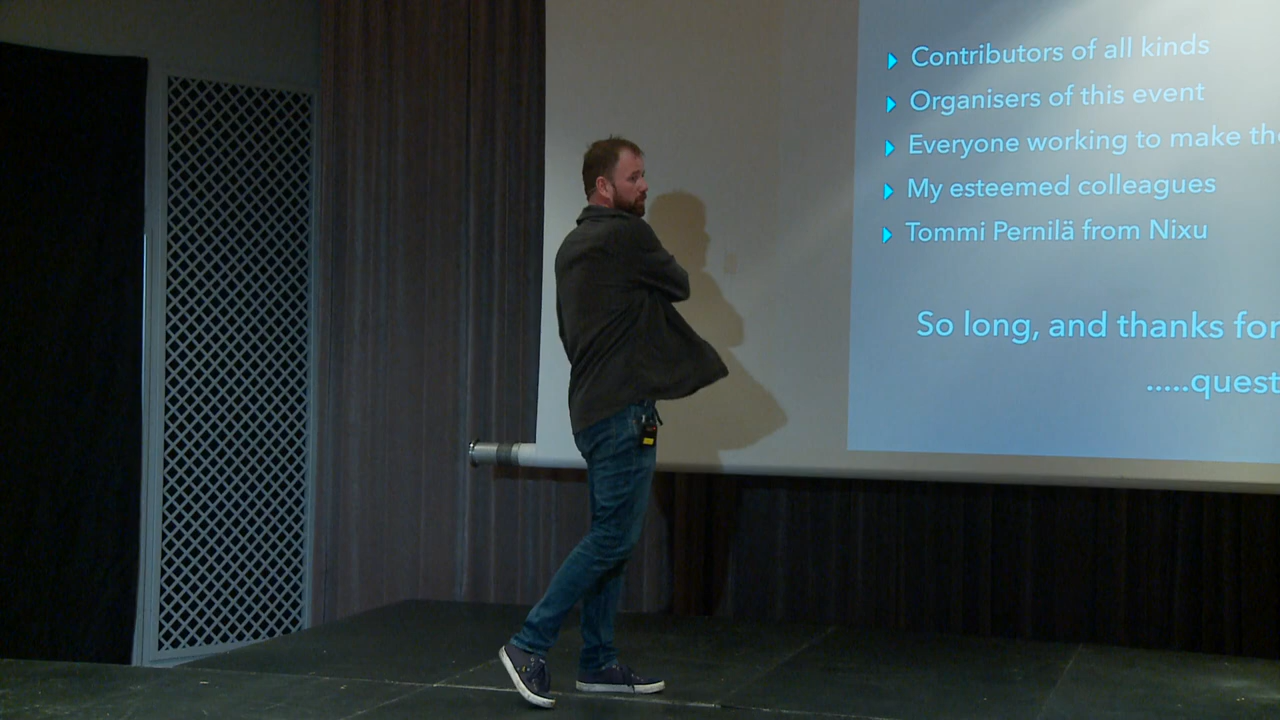 Contributors of all kinds
Organisers of this event
Everyone working to make the
My esteemed colleagues
Tommi Pernilä from Nixu
So long, and thanks for
.....quest